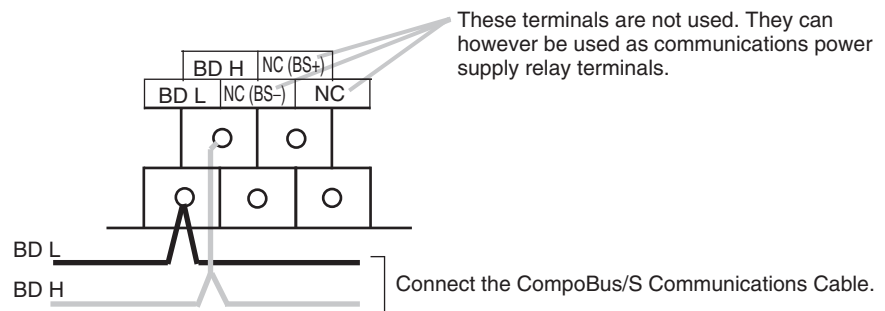 These terminals are not used. They can
however be used as communications power
supply relay terminals.
BD H NC (BS+)
BD L NC (BS–) NC
BD L
BD H
Connect the CompoBus/S Communications Cable.